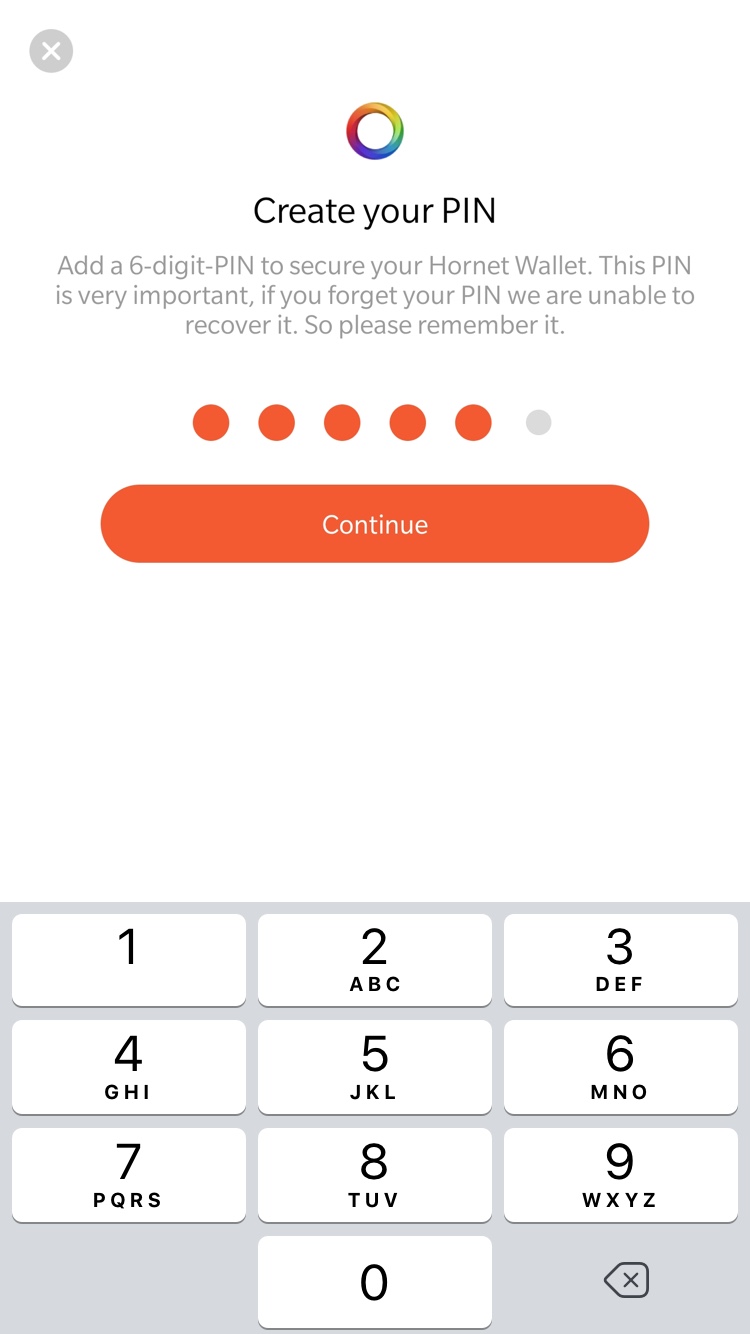 Create your PIN
Add a 6-digit-PIN to secure your Hornet Wallet. This PIN
is very important, if you forget your PIN we are unable to
recover it. So please remember it.
Continue
1
2
ABC
3
DEF
4
GHI
5
JKL
6
MNO
7
PQRS
8
TUV
9
WXYZ
0